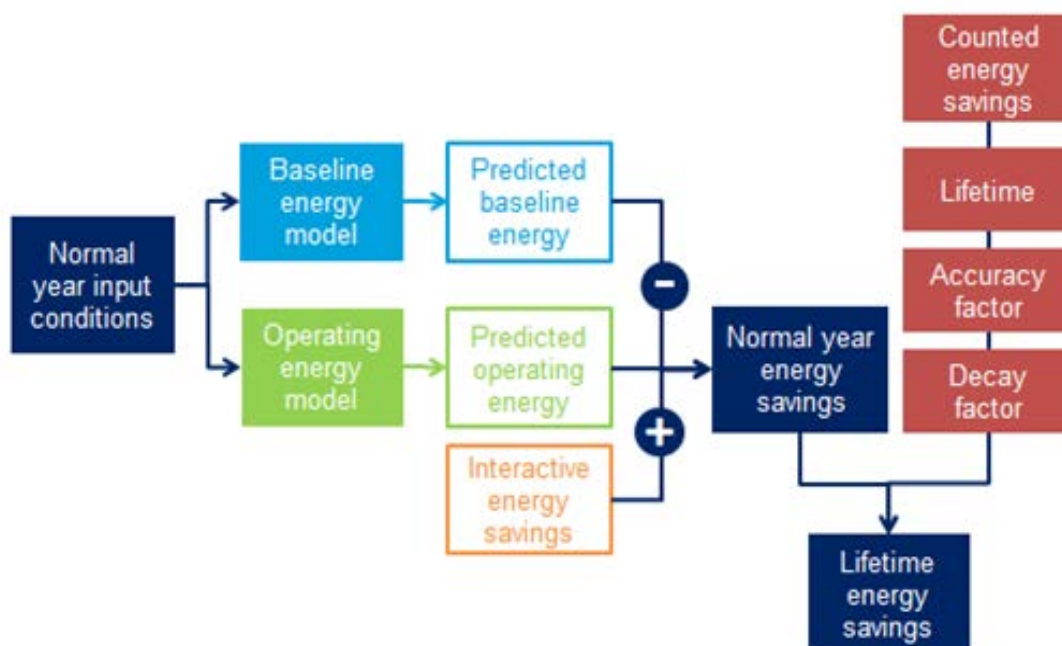 Normal
year input
conditions
Baseline
energy
model
Predicted
baseline
energy
Operating
energy
model
Predicted
operating
energy
Interactive
energy
savings
-
+
Normal year
energy
savings
Counted
energy
savings
Lifetime
Accuracy
factor
Decay
factor
Lifetime
energy
savings